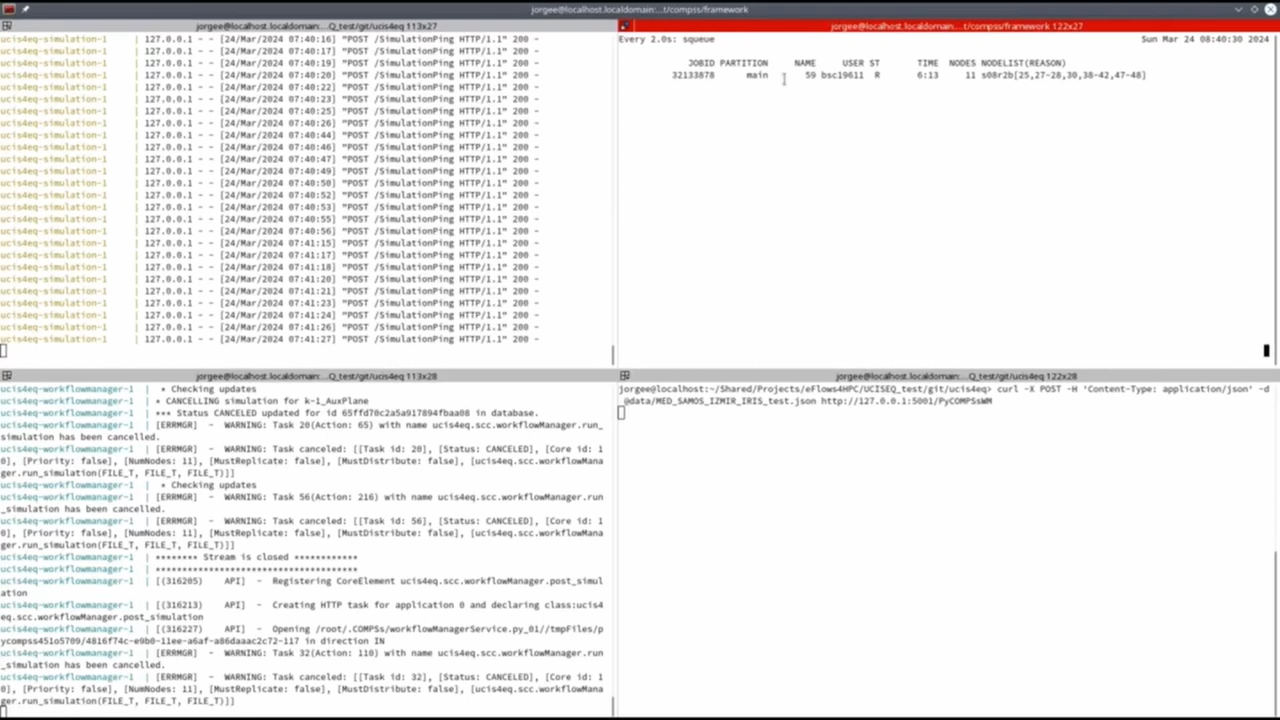 jorgee@localhost.localdomain:...t/compss/framework
jorgee@localhost.localdomain:...Q_test/git/ucis4eq 113x27
ucis4eq-simulation-1 | 127.0.0.1 - - [24/Mar/2024 07:40:16] "POST /SimulationPing HTTP/1.1" 200 -
ucis4eq-simulation-1 | 127.0.0.1 - - [24/Mar/2024 07:40:17] "POST /SimulationPing HTTP/1.1" 200 -
ucis4eq-simulation-1 | 127.0.0.1 - - [24/Mar/2024 07:40:19] "POST /SimulationPing HTTP/1.1" 200 -
ucis4eq-simulation-1 | 127.0.0.1 - - [24/Mar/2024 07:40:20] "POST /SimulationPing HTTP/1.1" 200 -
ucis4eq-simulation-1 | 127.0.0.1 - - [24/Mar/2024 07:40:22] "POST /SimulationPing HTTP/1.1" 200 -
ucis4eq-simulation-1 | 127.0.0.1 - - [24/Mar/2024 07:40:23] "POST /SimulationPing HTTP/1.1" 200 -
ucis4eq-simulation-1 | 127.0.0.1 - - [24/Mar/2024 07:40:25] "POST /SimulationPing HTTP/1.1" 200 -
ucis4eq-simulation-1 | 127.0.0.1 - - [24/Mar/2024 07:40:26] "POST /SimulationPing HTTP/1.1" 200 -
ucis4eq-simulation-1 | 127.0.0.1 - - [24/Mar/2024 07:40:44] "POST /SimulationPing HTTP/1.1" 200 -
ucis4eq-simulation-1 | 127.0.0.1 - - [24/Mar/2024 07:40:46] "POST /SimulationPing HTTP/1.1" 200 -
ucis4eq-simulation-1 | 127.0.0.1 - - [24/Mar/2024 07:40:47] "POST /SimulationPing HTTP/1.1" 200 -
ucis4eq-simulation-1 | 127.0.0.1 - - [24/Mar/2024 07:40:49] "POST /SimulationPing HTTP/1.1" 200 -
ucis4eq-simulation-1 | 127.0.0.1 - - [24/Mar/2024 07:40:50] "POST /SimulationPing HTTP/1.1" 200 -
ucis4eq-simulation-1 | 127.0.0.1 - - [24/Mar/2024 07:40:52] "POST /SimulationPing HTTP/1.1" 200 -
ucis4eq-simulation-1 | 127.0.0.1 - - [24/Mar/2024 07:40:53] "POST /SimulationPing HTTP/1.1" 200 -
ucis4eq-simulation-1 | 127.0.0.1 - - [24/Mar/2024 07:40:55] "POST /SimulationPing HTTP/1.1" 200 -
ucis4eq-simulation-1 | 127.0.0.1 - - [24/Mar/2024 07:40:56] "POST /SimulationPing HTTP/1.1" 200 -
ucis4eq-simulation-1 | 127.0.0.1 - - [24/Mar/2024 07:41:15] "POST /SimulationPing HTTP/1.1" 200 -
ucis4eq-simulation-1 | 127.0.0.1 - - [24/Mar/2024 07:41:17] "POST /SimulationPing HTTP/1.1" 200 -
ucis4eq-simulation-1 | 127.0.0.1 - - [24/Mar/2024 07:41:18] "POST /SimulationPing HTTP/1.1" 200 -
ucis4eq-simulation-1 | 127.0.0.1 - - [24/Mar/2024 07:41:20] "POST /SimulationPing HTTP/1.1" 200 -
ucis4eq-simulation-1 | 127.0.0.1 - - [24/Mar/2024 07:41:21] "POST /SimulationPing HTTP/1.1" 200 -
ucis4eq-simulation-1 | 127.0.0.1 - - [24/Mar/2024 07:41:23] "POST /SimulationPing HTTP/1.1" 200 -
ucis4eq-simulation-1 | 127.0.0.1 - - [24/Mar/2024 07:41:24] "POST /SimulationPing HTTP/1.1" 200 -
ucis4eq-simulation-1 | 127.0.0.1 - - [24/Mar/2024 07:41:26] "POST /SimulationPing HTTP/1.1" 200 -
ucis4eq-simulation-1 | 127.0.0.1 - - [24/Mar/2024 07:41:27] "POST /SimulationPing HTTP/1.1" 200 -
jorgee@localhost.localdomain:...t/compss/framework 122x27
Every 2.0s: squeue Sun Mar 24 08:40:30 2024
JOBID PARTITION NAME USER ST TIME NODES NODELIST(REASON)
32133878 main 59 bsc19611 R 6:13 11 s08r2b[25,27-28,30,38-42,47-48]
jorgee@localhost.localdomain:...Q_test/git/ucis4eq 113x28
ucis4eq-workflowmanager-1 | * Checking updates
ucis4eq-workflowmanager-1 | * CANCELLING simulation for k-1_AuxPlane
ucis4eq-workflowmanager-1 | *** Status CANCELED updated for id 65ffd70c2a5a917894fbaa08 in database.
ucis4eq-workflowmanager-1 | [ERRMGR] - WARNING: Task 20(Action: 65) with name ucis4eq.scc.workflowManager.run_
simulation has been cancelled.
ucis4eq-workflowmanager-1 | [ERRMGR] - WARNING: Task canceled: [[Task id: 20], [Status: CANCELED], [Core id: 1
0], [Priority: false], [NumNodes: 11], [MustReplicate: false], [MustDistribute: false], [ucis4eq.scc.workflowMana
ger.run_simulation(FILE_T, FILE_T, FILE_T)]]
ucis4eq-workflowmanager-1 | * Checking updates
ucis4eq-workflowmanager-1 | [ERRMGR] - WARNING: Task 56(Action: 216) with name ucis4eq.scc.workflowManager.run
_simulation has been cancelled.
ucis4eq-workflowmanager-1 | [ERRMGR] - WARNING: Task canceled: [[Task id: 56], [Status: CANCELED], [Core id: 1
0], [Priority: false], [NumNodes: 11], [MustReplicate: false], [MustDistribute: false], [ucis4eq.scc.workflowMana
ger.run_simulation(FILE_T, FILE_T, FILE_T)]]
ucis4eq-workflowmanager-1 | ******** Stream is closed ************
ucis4eq-workflowmanager-1 | **************************************
ucis4eq-workflowmanager-1 | [(316205) API] - Registering CoreElement ucis4eq.scc.workflowManager.post_simul
ation
ucis4eq-workflowmanager-1 | [(316213) API] - Creating HTTP task for application 0 and declaring class:ucis4
eq.scc.workflowManager.post_simulation
ucis4eq-workflowmanager-1 | [(316227) API] - Opening /root/.COMPSs/workflowManagerService.py_01//tmpFiles/p
ycompss451o5709/4816f74c-e9b0-11ee-a6af-a86daaac2c72-117 in direction IN
ucis4eq-workflowmanager-1 | [ERRMGR] - WARNING: Task 32(Action: 110) with name ucis4eq.scc.workflowManager.run
_simulation has been cancelled.
ucis4eq-workflowmanager-1 | [ERRMGR] - WARNING: Task canceled: [[Task id: 32], [Status: CANCELED], [Core id: 1
0], [Priority: false], [NumNodes: 11], [MustReplicate: false], [MustDistribute: false], [ucis4eq.scc.workflowMana
ger.run_simulation(FILE_T, FILE_T, FILE_T)]]
jorgee@localhost.localdomain:...Q_test/git/ucis4eq 122x28
jorgee@localhost:~/Shared/Projects/eFlows4HPC/UCISEQ_test/git/ucis4eq> curl -X POST -H 'Content-Type: application/json' -d
@data/MED_SAMOS_IZMIR_IRIS_test.json http://127.0.0.1:5001/PyCOMPSsWM